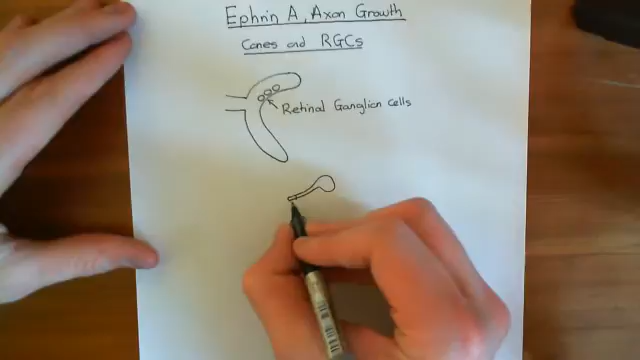 Ephrin A, Axon Growth
Cones and RGCs
Retinal Ganglion Cells